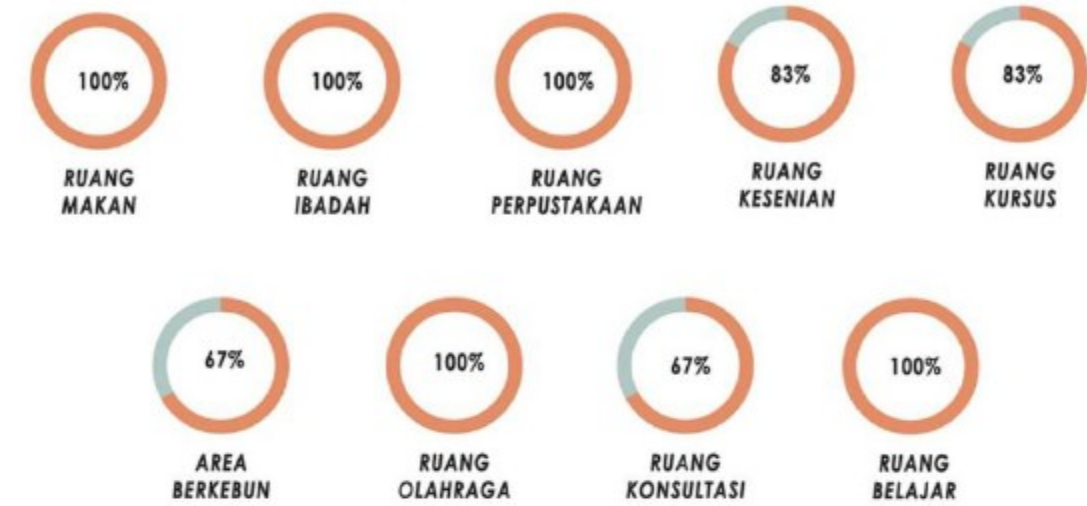 100%
100%
100%
83%
83%
RUANG
MAKAN
RUANG
IBADAH
RUANG
PERPUSTAKAAN
RUANG
KESENIAN
RUANG
KURSUS
67%
100%
67%
100%
AREA
BERKEBUN
RUANG
OLAHRAGA
RUANG
KONSULTASI
RUANG
BELAJAR